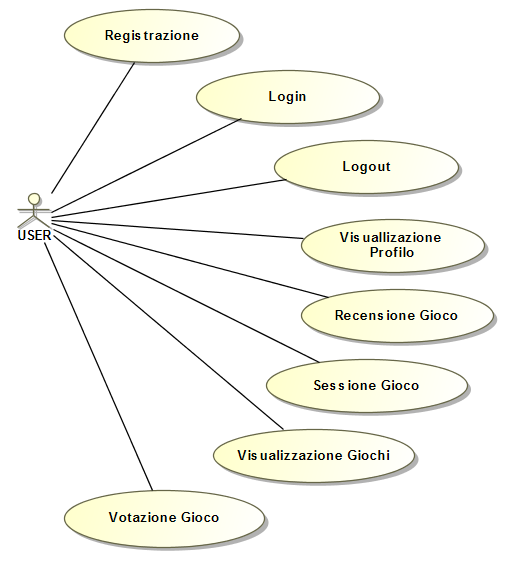 Registrazione
Login
Logout
USER
Visuallizazione
Profilo
Recensione Gioco
Sessione Gioco
Visualizzazione Giochi
Votazione Gioco